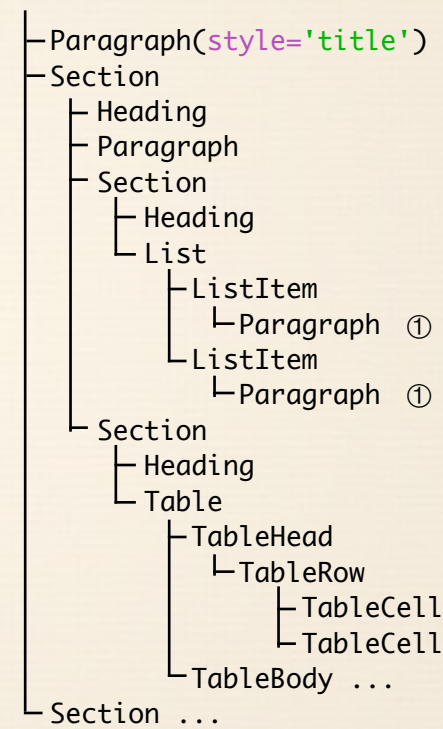 Paragraph(style='title')
Section
Heading
Paragraph
Section
Heading
List
ListItem
Paragraph ①
ListItem
Paragraph ①
Section
Heading
Table
TableHead
TableRow
TableCell
TableCell
TableBody ...
Section ...